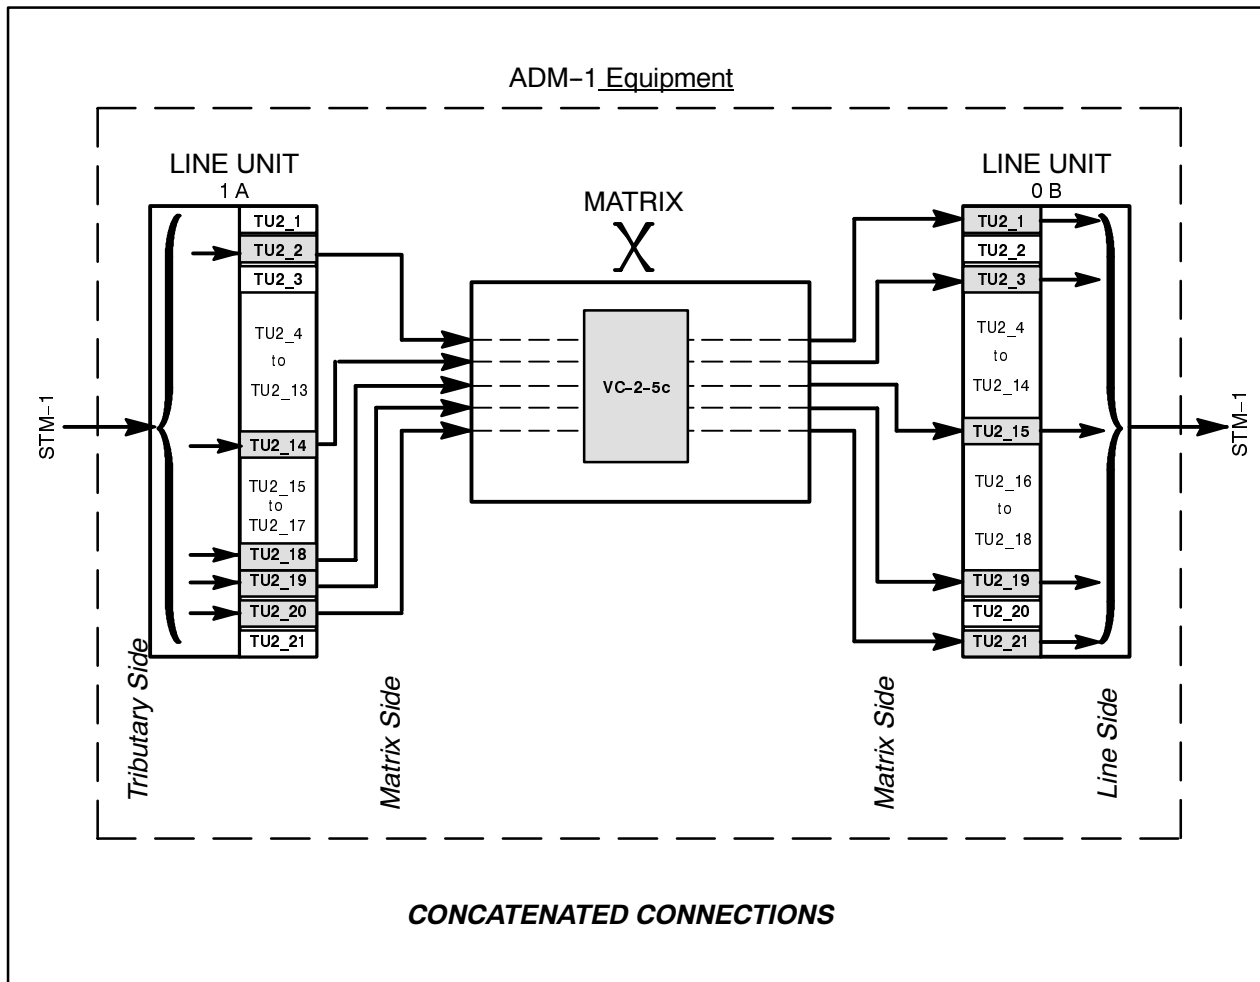 ADM–1 Equipment
LINE UNIT
1 A
TU2_1
TU2_2
TU2_3
TU2_4
to
TU2_13
TU2_14
TU2_15
to
TU2_17
TU2_18
TU2_19
TU2_20
TU2_21
STM–1
Tributary Side
Matrix Side
MATRIX
X
VC–2–5c
LINE UNIT
0 B
TU2_1
TU2_2
TU2_3
TU2_4
to
TU2_14
TU2_15
TU2_16
to
TU2_18
TU2_19
TU2_20
TU2_21
STM–1
Matrix Side
Line Side
CONCATENATED CONNECTIONS